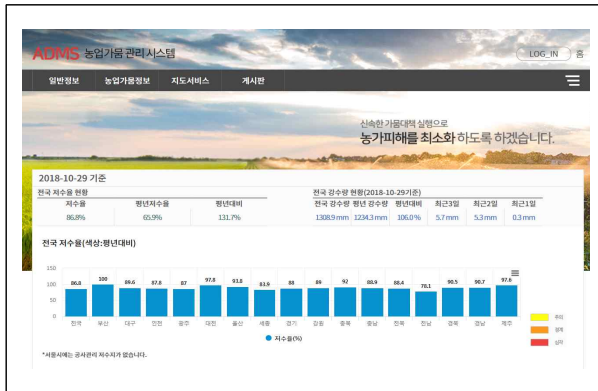 ADMS 농업가뭄 관리 시스템
LOG_IN 홈
일반정보 농업가뭄정보 지도서비스 게시판
신속한 가뭄대책 실행으로
농가피해를 최소화 하도록 하겠습니다.
2018-10-29 기준
전국 저수율 현황
저수율 평년저수율 평년대비
86.8% 65.9% 131.7%
전국 강수량 현황(2018-10-29기준)
전국 강수량 평년 강수량 평년대비 최근3일 최근2일 최근1일
1308.9 mm 1234.3 mm 106.0 % 5.7 mm 5.3 mm 0.3 mm
전국 저수율(색상:평년대비)
150
100
50
0
86.8 100 89.6 87.8 87 97.8 93.8 83.9 88 89 92 88.9 88.4 78.1 90.5 90.7 97.6
전국 부산 대구 인천 광주 대전 울산 세종 경기 강원 충북 충남 전북 전남 경북 경남 제주
저수율(%)
주의
경계
심각
*서울시에는 공사관리 저수지가 없습니다.